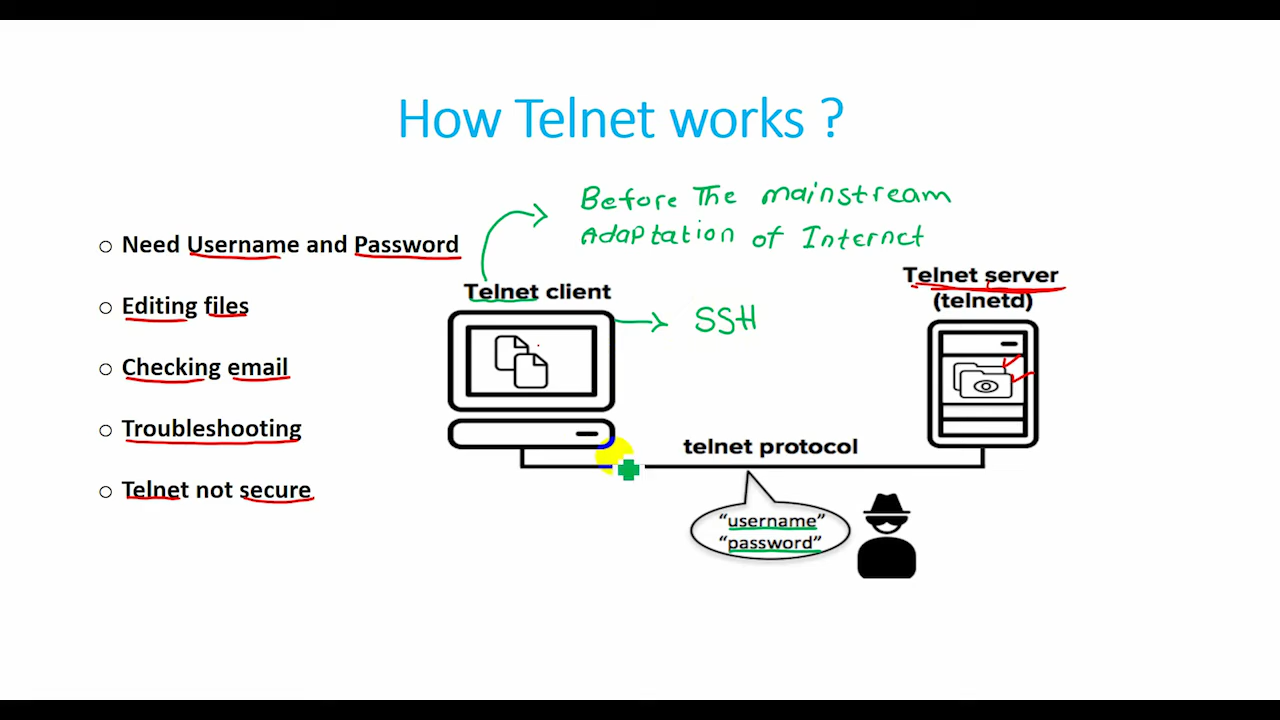 How Telnet works ?
Before The mainstream
Adaptation of Internet
○ Need Username and Password
○ Editing files
○ Checking email
○ Troubleshooting
○ Telnet not secure
Telnet client
SSH
Telnet server
(telnetd)
telnet protocol
“username”
“password”